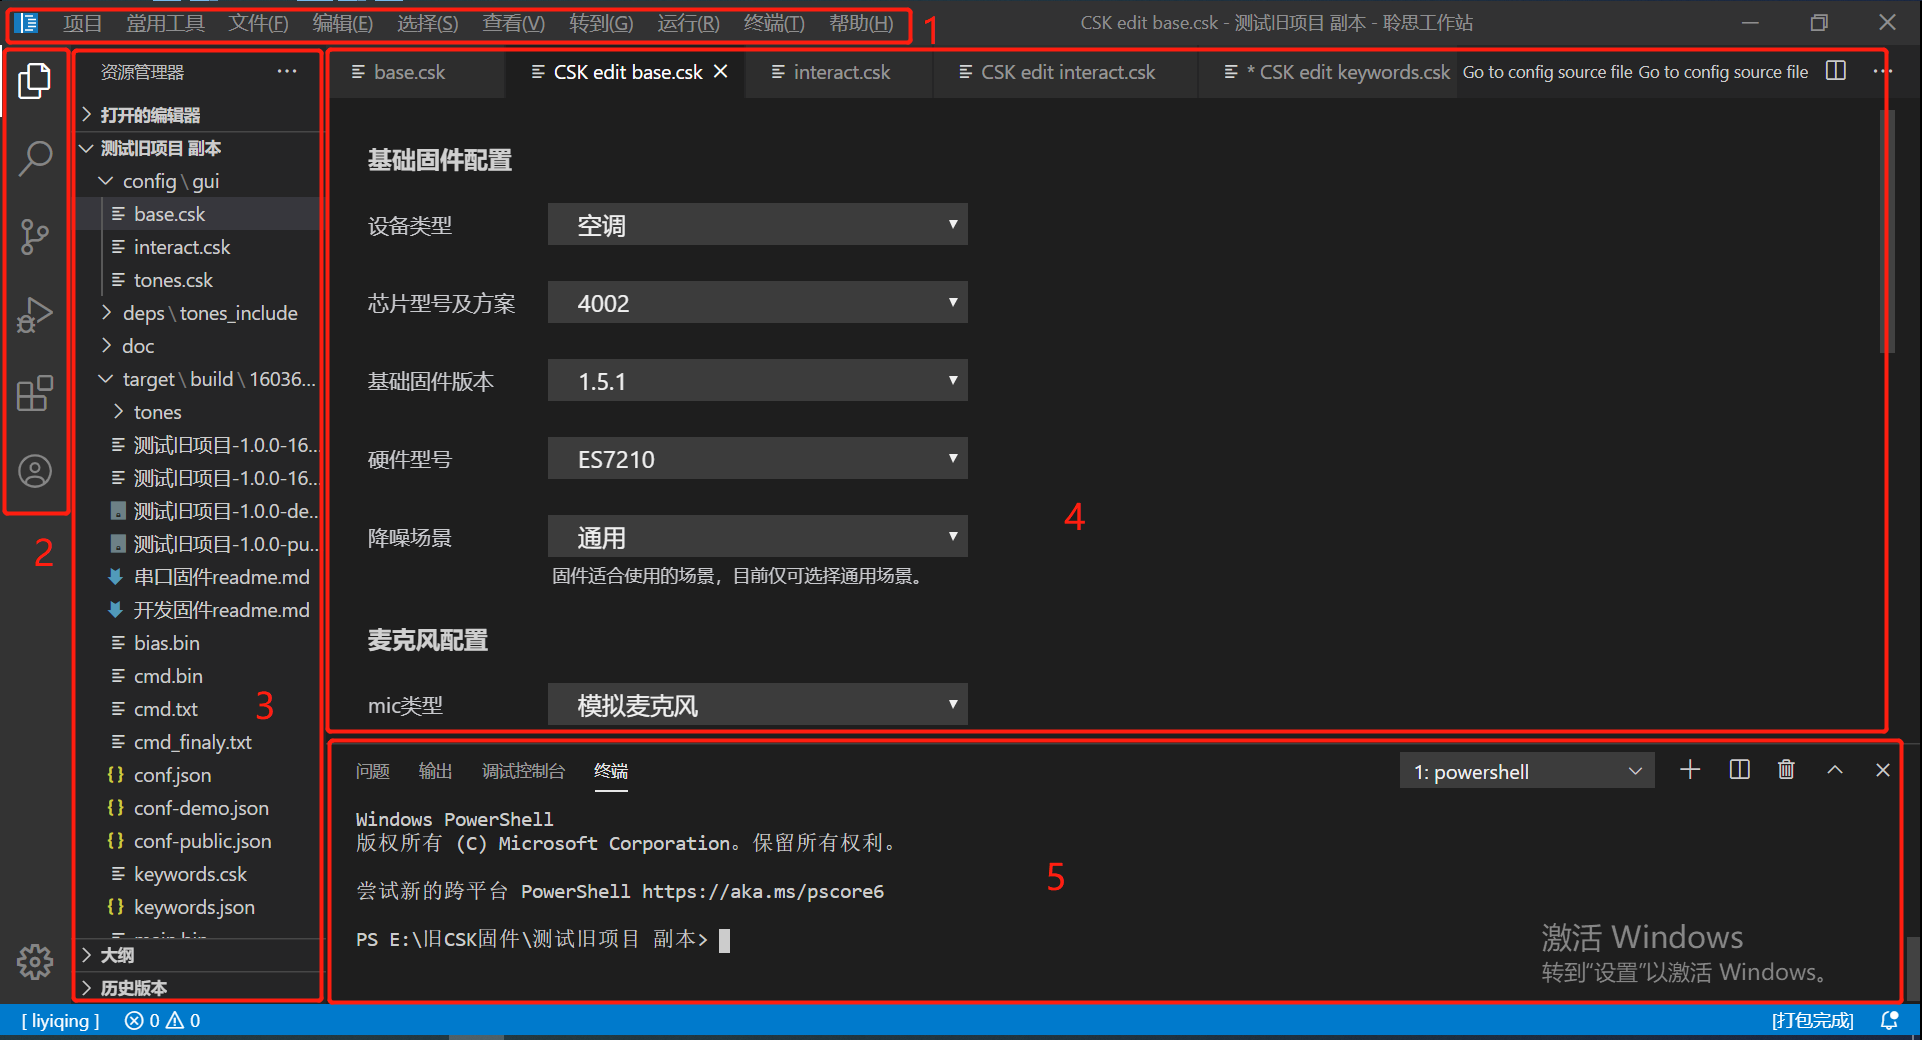 项目 常用工具 文件(F) 编辑(E) 选择(S) 查看(V) 转到(G) 运行(R) 终端(T) 帮助(H) 1 CSK edit base.csk - 测试旧项目 副本 - 聆思工作站
资源管理器 ···
打开的编辑器
测试旧项目 副本
config\gui
base.csk
interact.csk
tones.csk
deps\tones_include
doc
target\build\16036...
tones
测试旧项目-1.0.0-16...
测试旧项目-1.0.0-16...
测试旧项目-1.0.0-de...
测试旧项目-1.0.0-pu...
串口固件readme.md
开发固件readme.md
bias.bin
cmd.bin
cmd.txt
cmd_finaly.txt
conf.json
conf-demo.json
conf-public.json
keywords.csk
keywords.json
main.bin
大纲
历史版本
2
3
base.csk CSK edit base.csk interact.csk CSK edit interact.csk * CSK edit keywords.csk Go to config source file Go to config source file ···
基础固件配置
设备类型 空调
芯片型号及方案 4002
基础固件版本 1.5.1
硬件型号 ES7210
降噪场景 通用
固件适合使用的场景，目前仅可选择通用场景。
麦克风配置
mic类型 模拟麦克风
4
问题 输出 调试控制台 终端 1: powershell
Windows PowerShell
版权所有 (C) Microsoft Corporation。保留所有权利。
尝试新的跨平台 PowerShell https://aka.ms/pscore6
PS E:\旧CSK固件\测试旧项目 副本>
5
激活 Windows
转到“设置”以激活 Windows。
[ liyiqing ] 0 0 [打包完成]